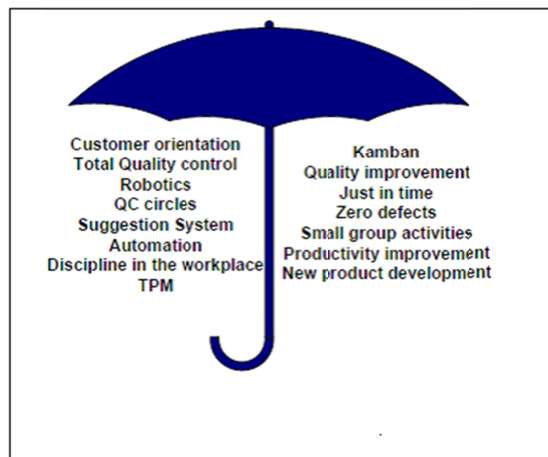 Customer orientation
Total Quality control
Robotics
QC circles
Suggestion System
Automation
Discipline in the workplace
TPM
Kamban
Quality improvement
Just in time
Zero defects
Small group activities
Productivity improvement
New product development